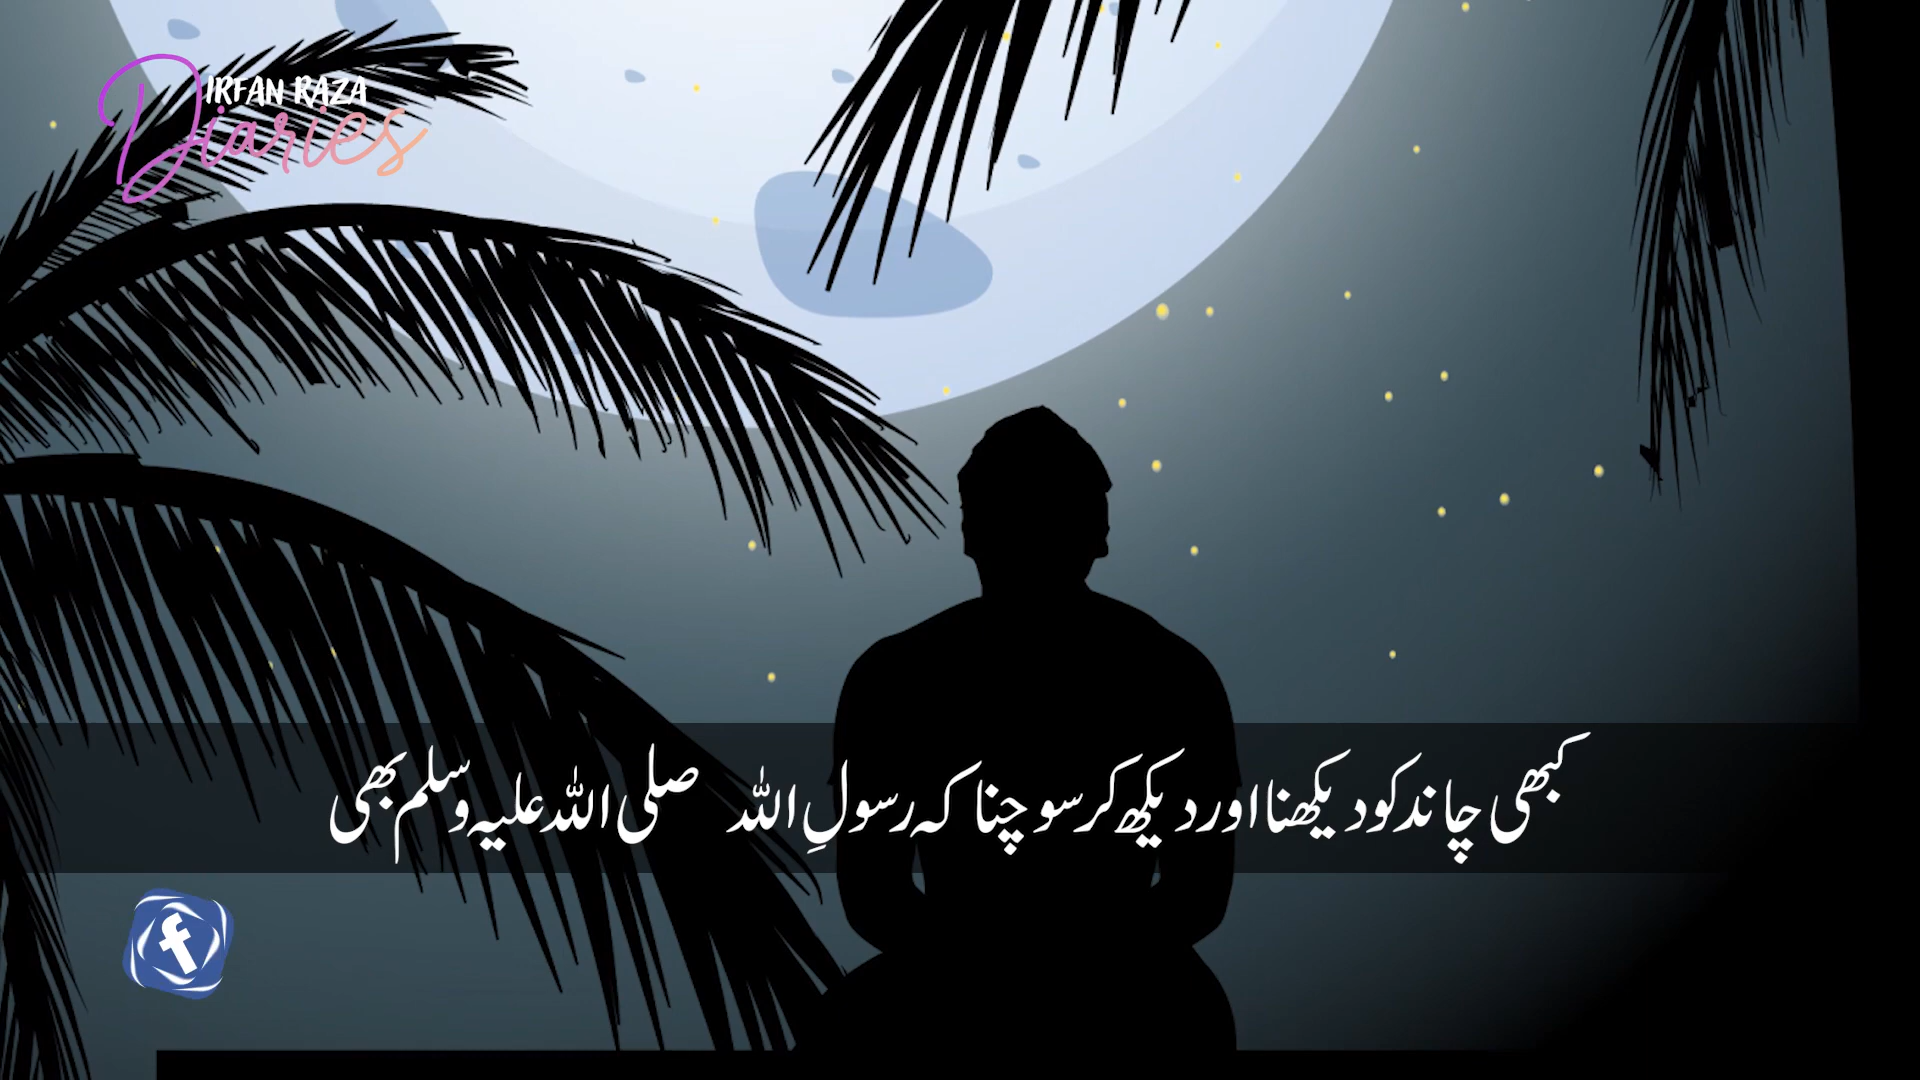 IRFAN RAZA
Diaries
کبھی چاند کو دیکھنا اور دیکھ کر سوچنا کہ رسولِ اللہ صلی اللہ علیہ وسلم بھی
f